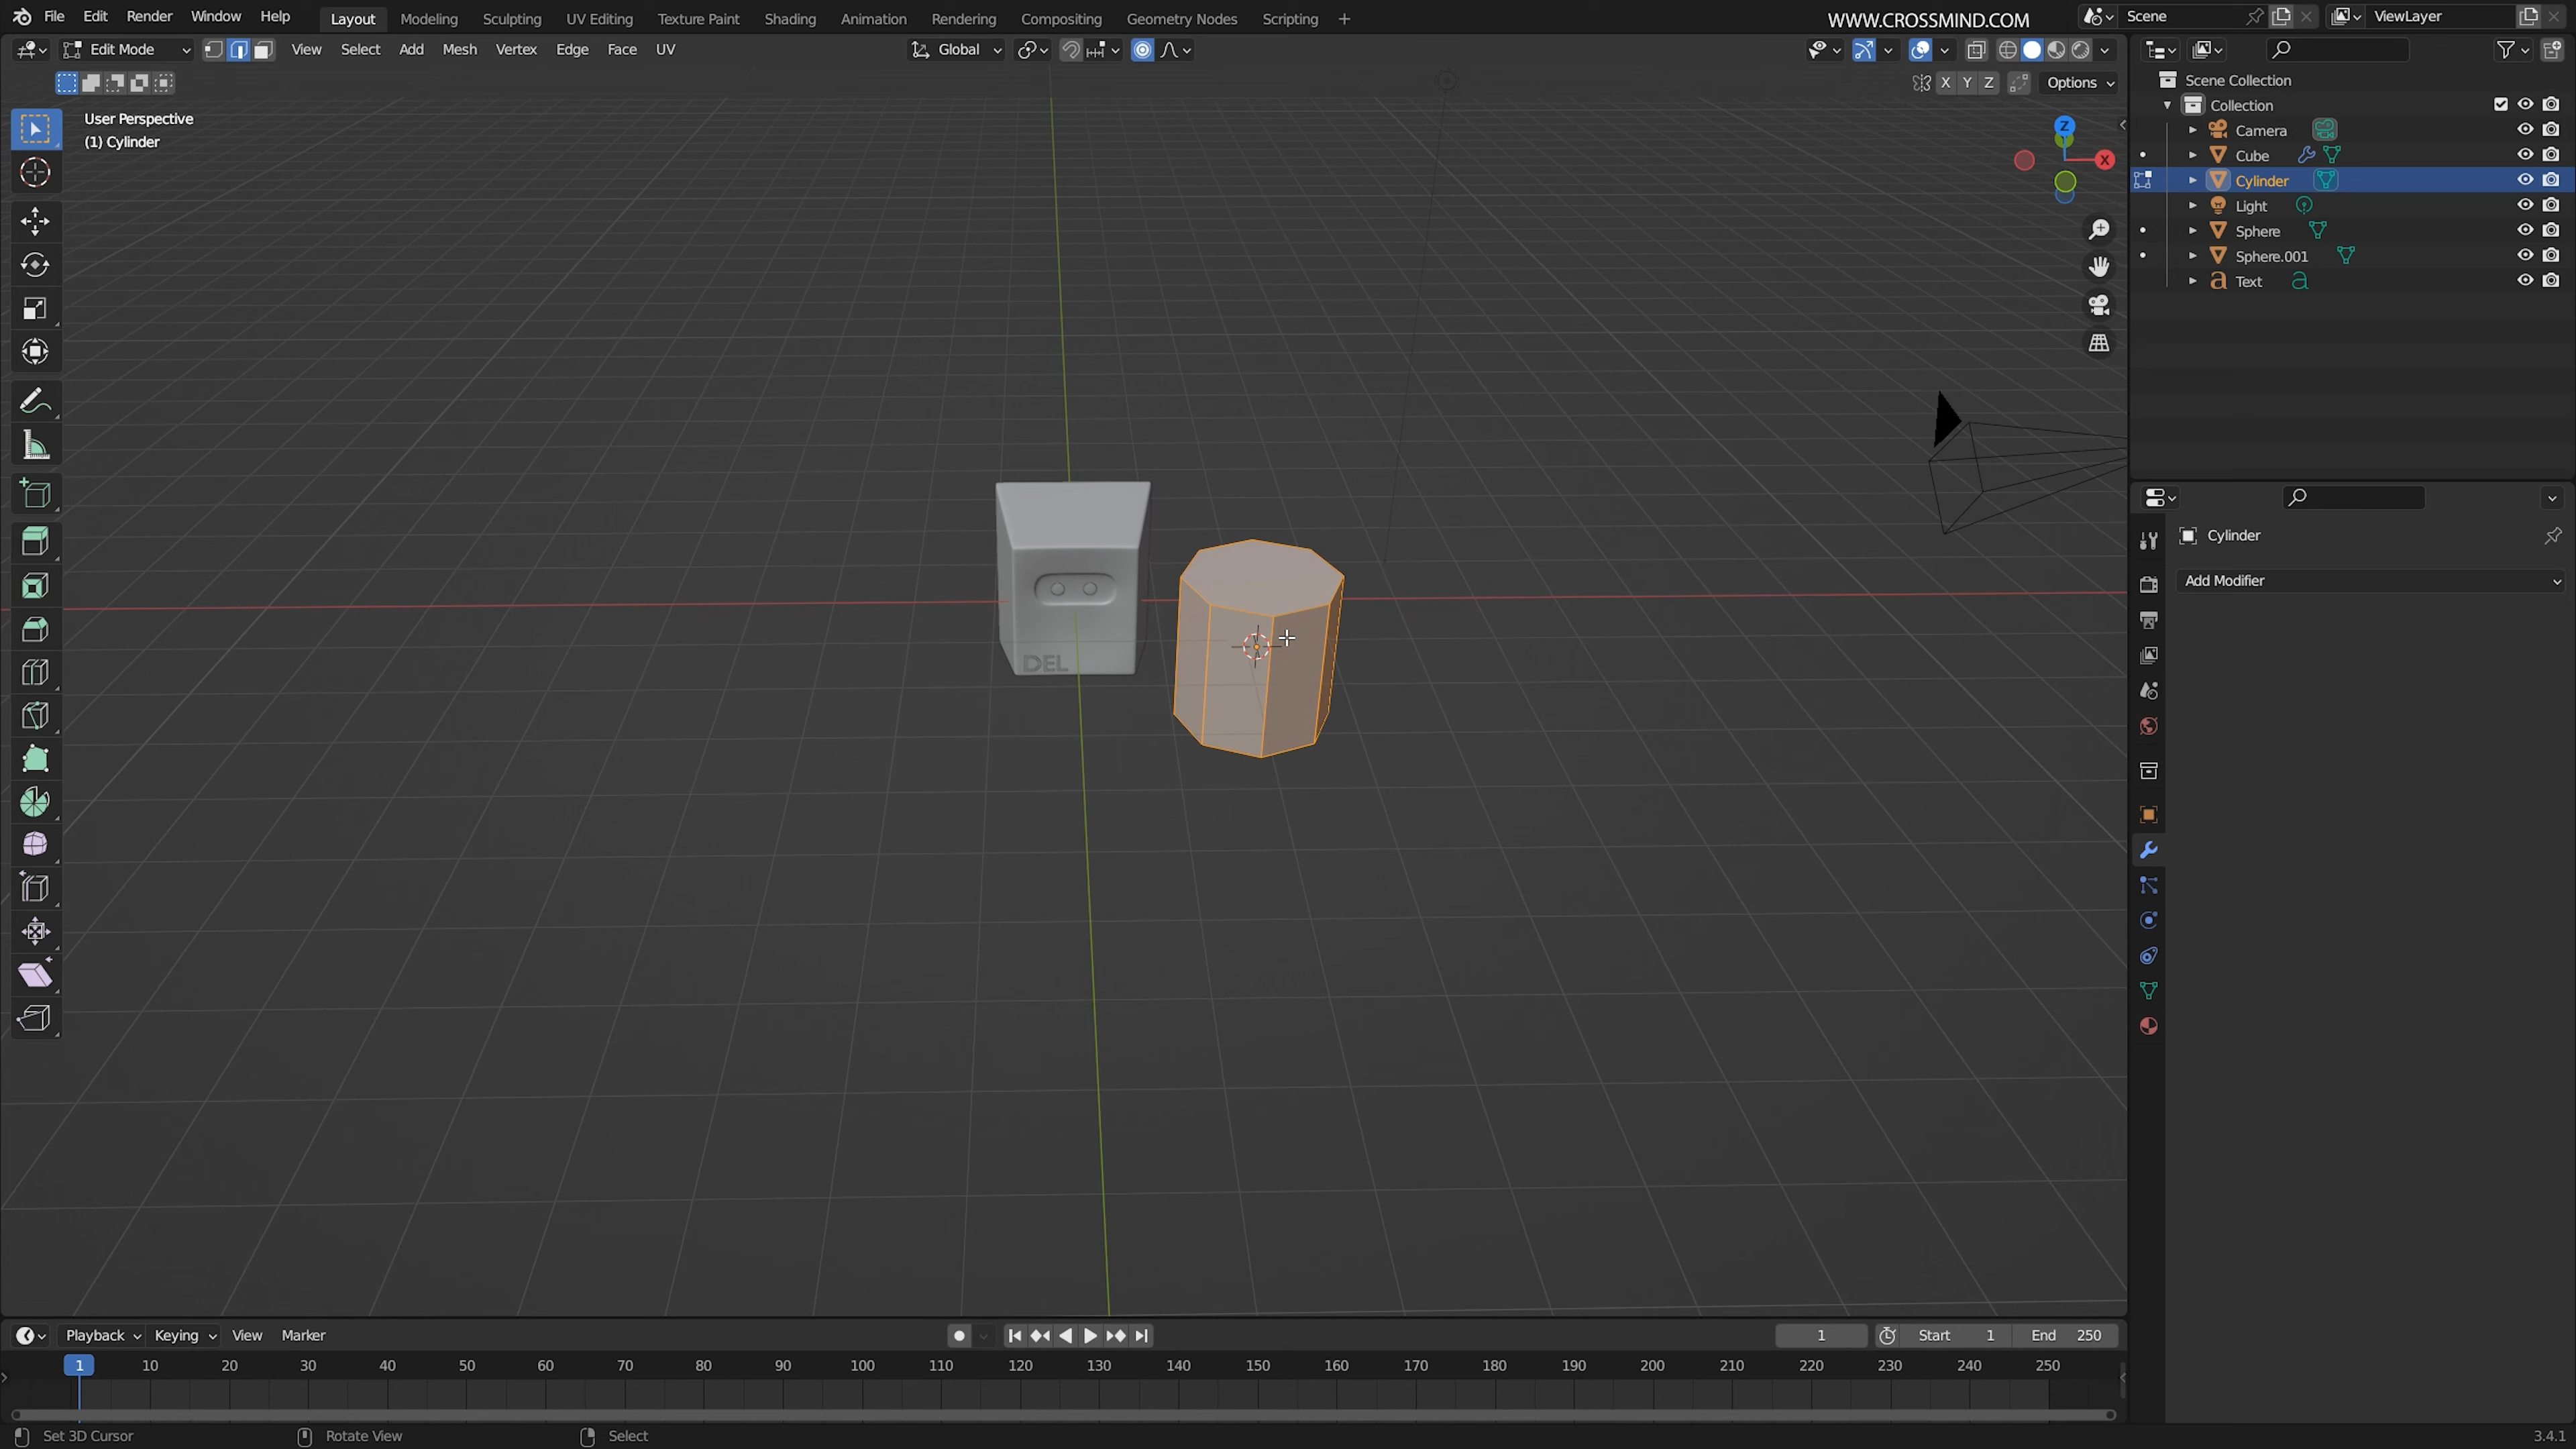 File Edit Render Window Help Layout Modeling Sculpting UV Editing Texture Paint Shading Animation Rendering Compositing Geometry Nodes Scripting + WWW.CROSSMIND.COM Scene ViewLayer
Edit Mode View Select Add Mesh Vertex Edge Face UV Global
X Y Z Options
User Perspective
(1) Cylinder
Z
X
DEL
Scene Collection
Collection
Camera
Cube
Cylinder
Light
Sphere
Sphere.001
Text
Cylinder
Add Modifier
Playback Keying View Marker 1 Start 1 End 250
1 10 20 30 40 50 60 70 80 90 100 110 120 130 140 150 160 170 180 190 200 210 220 230 240 250
Set 3D Cursor Rotate View Select 3.4.1